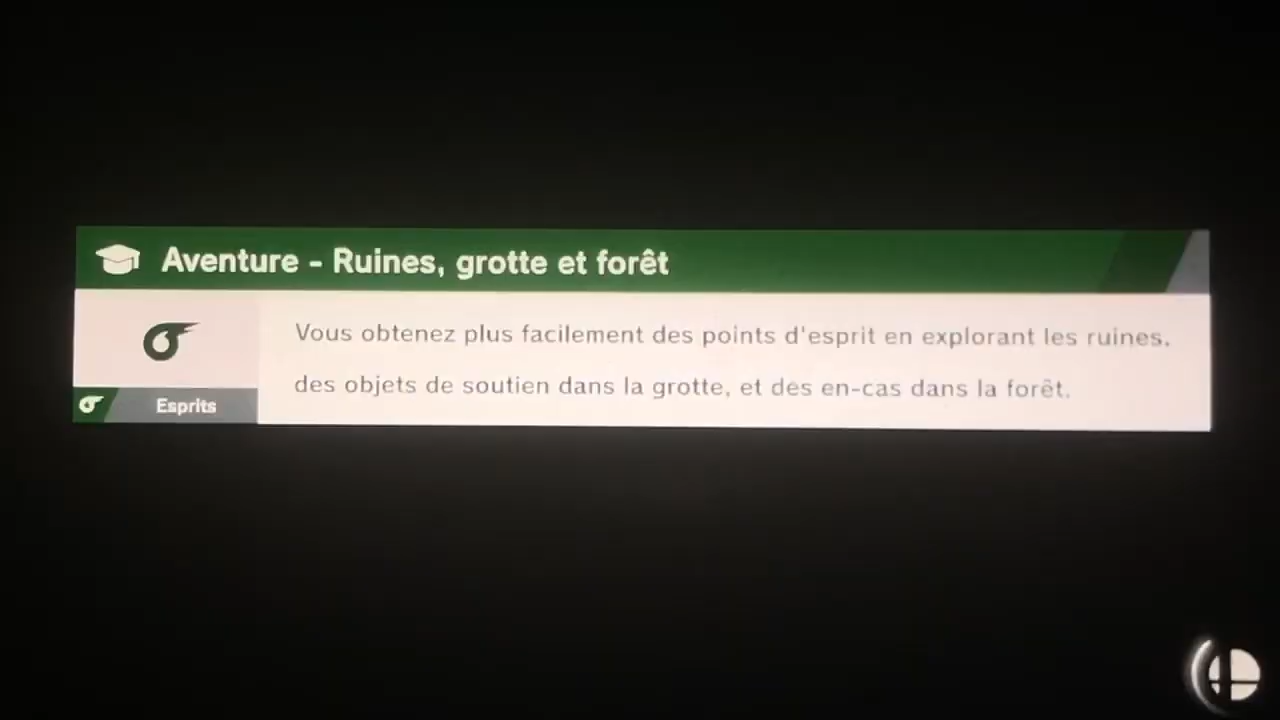 Aventure - Ruines, grotte et forêt
Vous obtenez plus facilement des points d'esprit en explorant les ruines,
des objets de soutien dans la grotte, et des en-cas dans la forêt.
Esprits